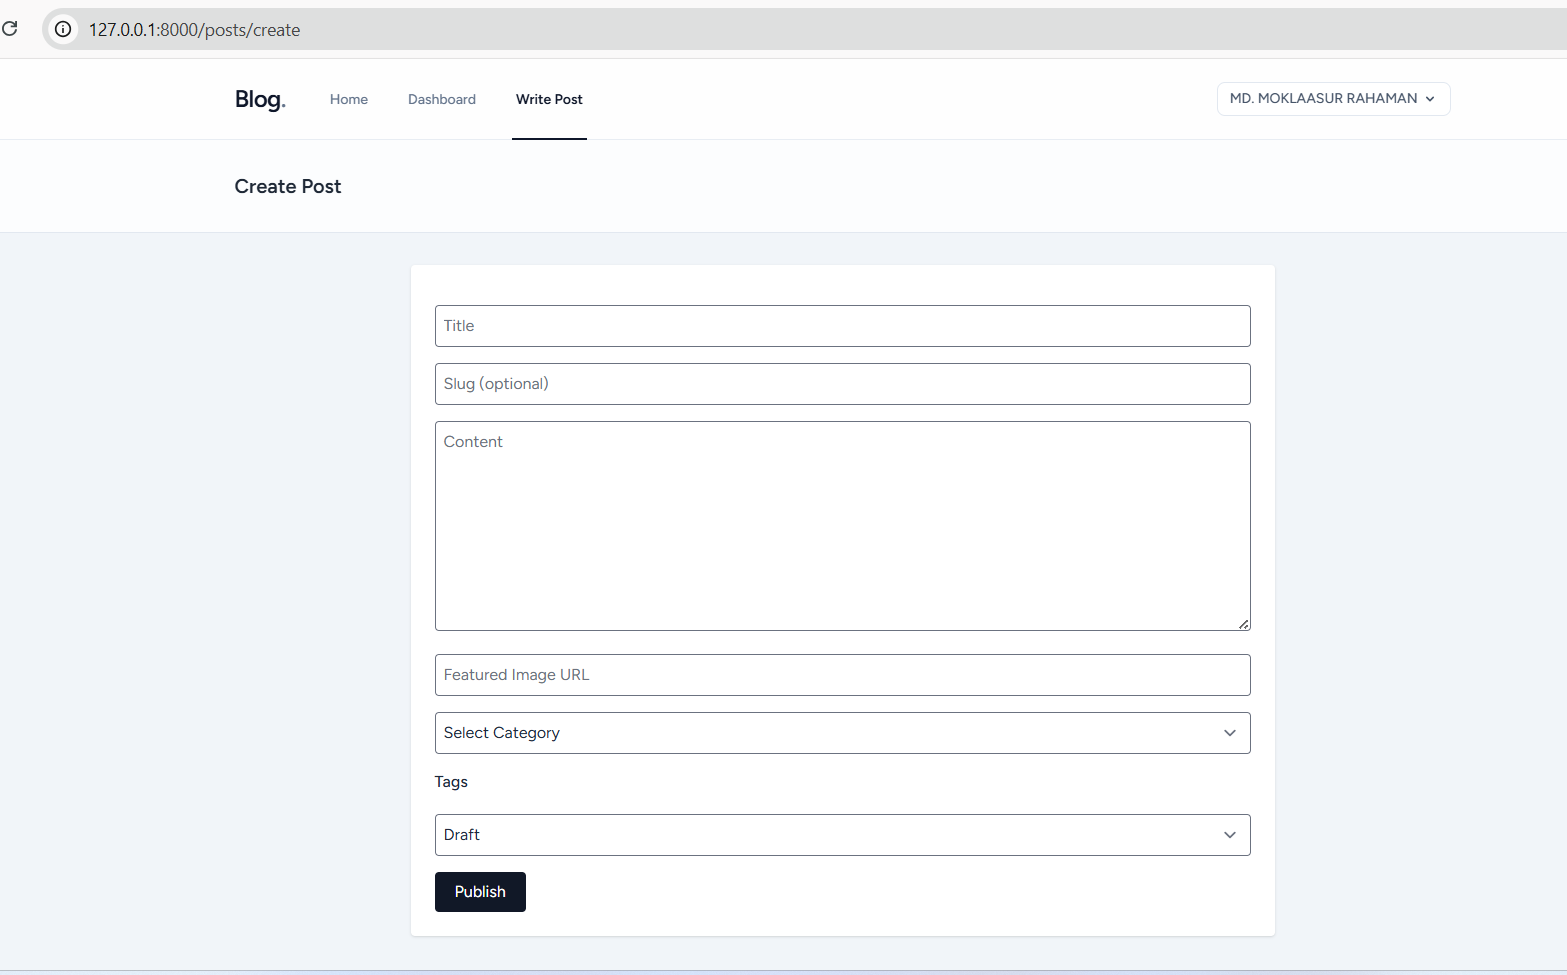 127.0.0.1:8000/posts/create
Blog. Home Dashboard Write Post MD. MOKLAASUR RAHAMAN
Create Post
Title
Slug (optional)
Content
Featured Image URL
Select Category
Tags
Draft
Publish